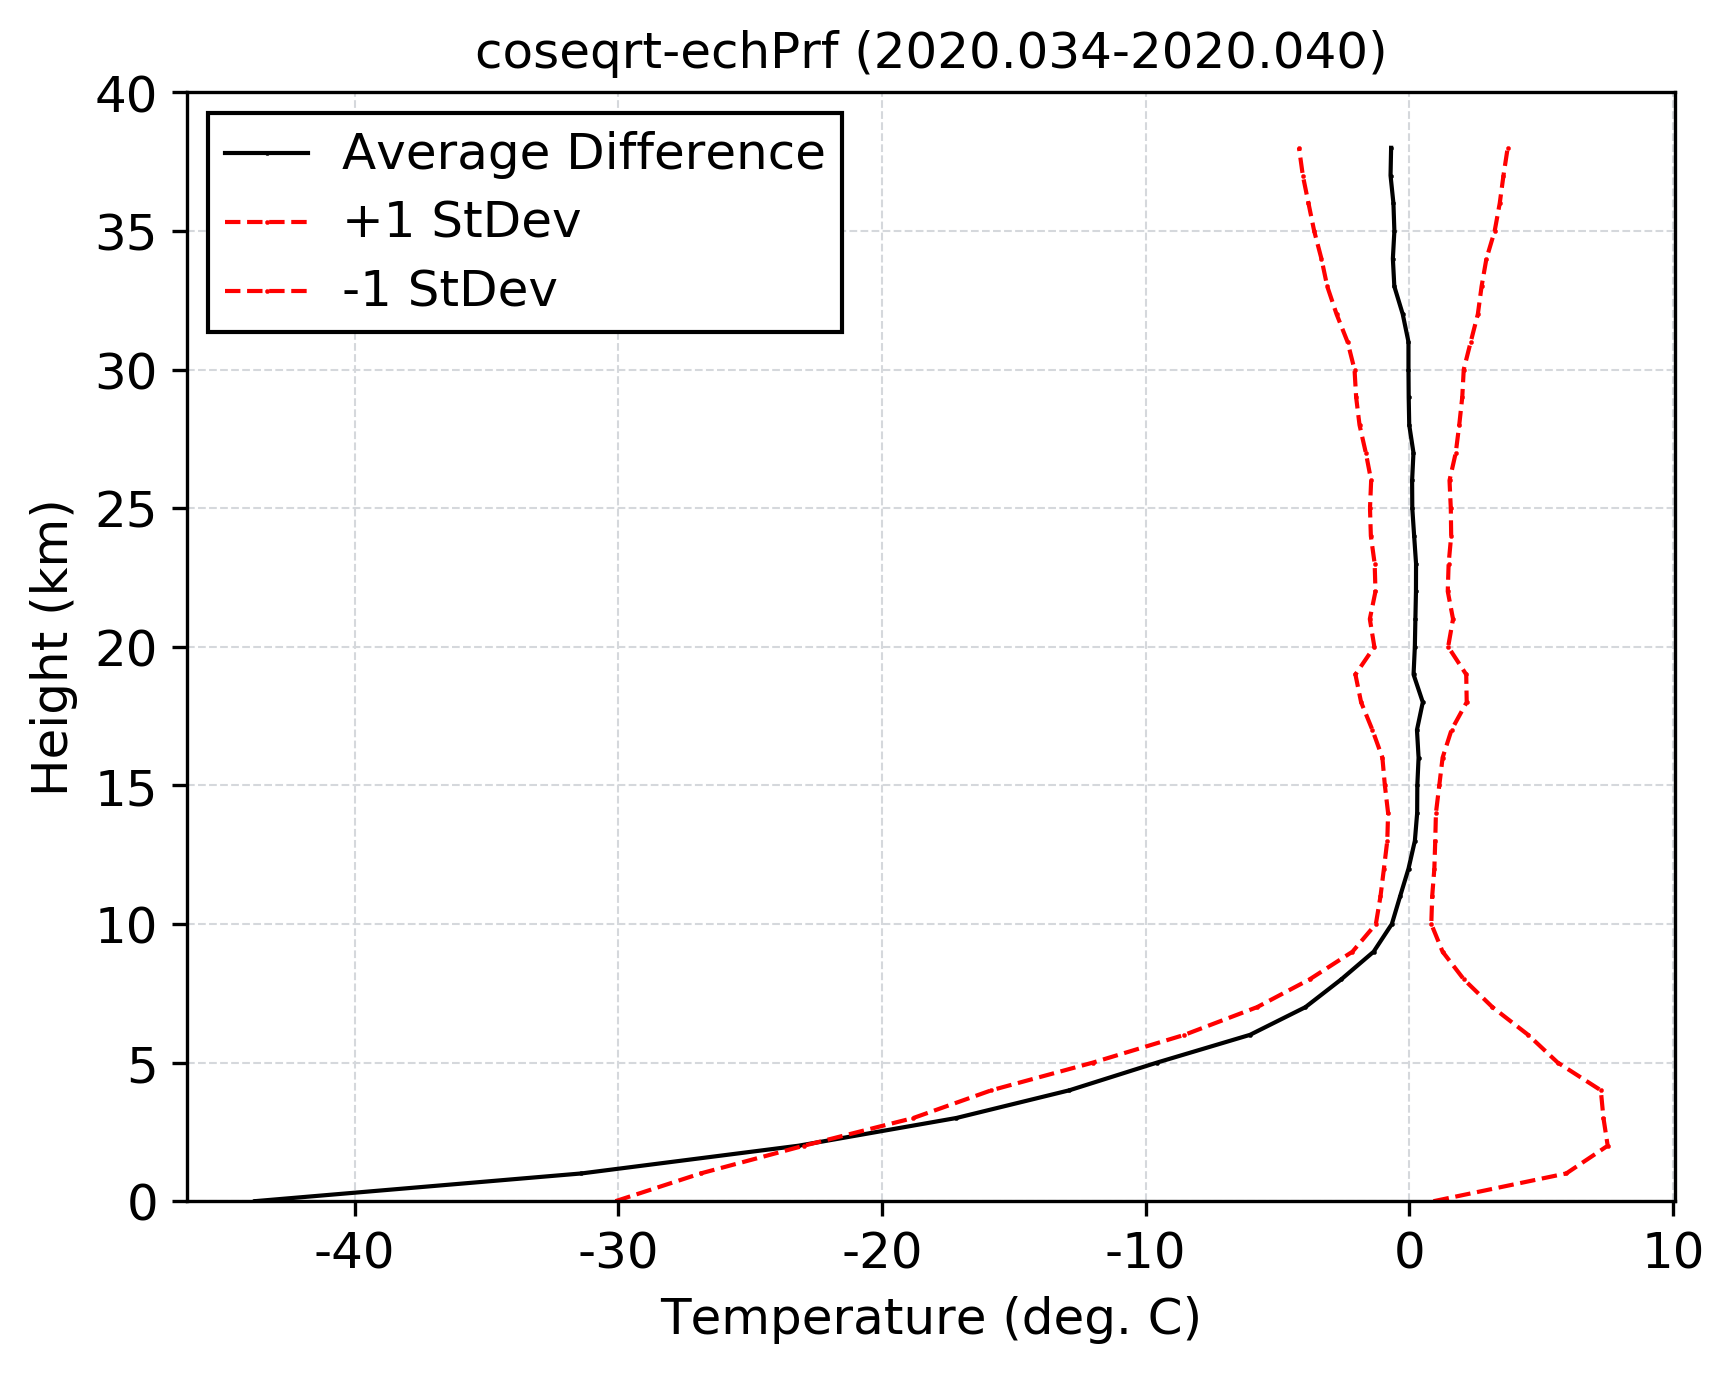 coseqrt-echPrf (2020.034-2020.040)
Average Difference
+1 StDev
-1 StDev
Height (km)
40
35
30
25
20
15
10
5
0
-40 -30 -20 -10 0 10
Temperature (deg. C)